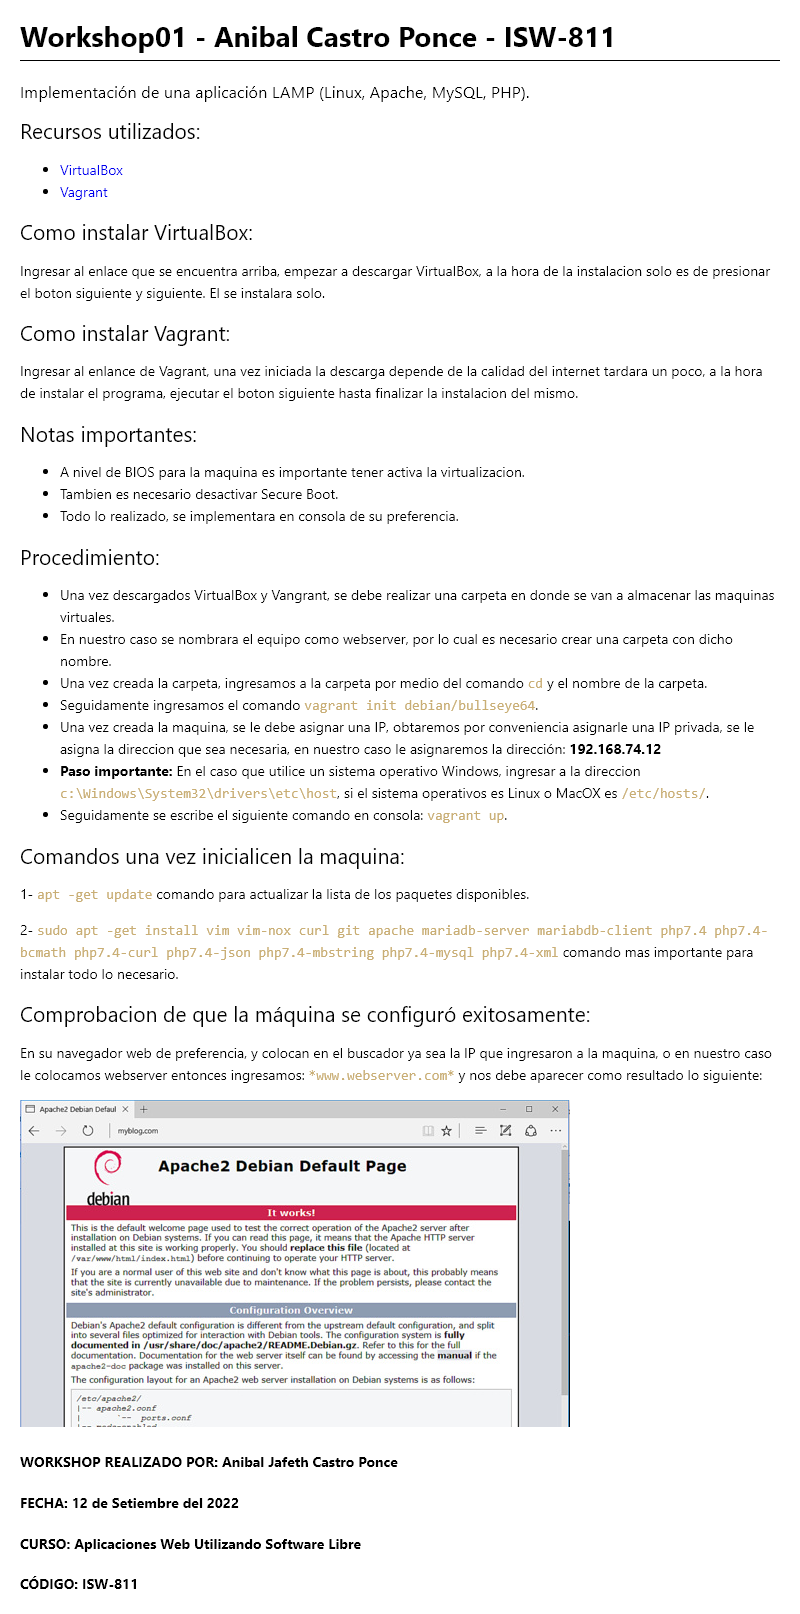 Workshop01 - Anibal Castro Ponce - ISW-811
Implementación de una aplicación LAMP (Linux, Apache, MySQL, PHP).
Recursos utilizados:
• VirtualBox
• Vagrant
Como instalar VirtualBox:
Ingresar al enlace que se encuentra arriba, empezar a descargar VirtualBox, a la hora de la instalacion solo es de presionar
el boton siguiente y siguiente. El se instalara solo.
Como instalar Vagrant:
Ingresar al enlance de Vagrant, una vez iniciada la descarga depende de la calidad del internet tardara un poco, a la hora
de instalar el programa, ejecutar el boton siguiente hasta finalizar la instalacion del mismo.
Notas importantes:
• A nivel de BIOS para la maquina es importante tener activa la virtualizacion.
• Tambien es necesario desactivar Secure Boot.
• Todo lo realizado, se implementara en consola de su preferencia.
Procedimiento:
• Una vez descargados VirtualBox y Vangrant, se debe realizar una carpeta en donde se van a almacenar las maquinas
virtuales.
• En nuestro caso se nombrara el equipo como webserver, por lo cual es necesario crear una carpeta con dicho
nombre.
• Una vez creada la carpeta, ingresamos a la carpeta por medio del comando cd y el nombre de la carpeta.
• Seguidamente ingresamos el comando vagrant init debian/bullseye64.
• Una vez creada la maquina, se le debe asignar una IP, obtaremos por conveniencia asignarle una IP privada, se le
asigna la direccion que sea necesaria, en nuestro caso le asignaremos la dirección: 192.168.74.12
• Paso importante: En el caso que utilice un sistema operativo Windows, ingresar a la direccion
c:\Windows\System32\drivers\etc\host, si el sistema operativos es Linux o MacOX es /etc/hosts/.
• Seguidamente se escribe el siguiente comando en consola: vagrant up.
Comandos una vez inicialicen la maquina:
1- apt -get update comando para actualizar la lista de los paquetes disponibles.
2- sudo apt -get install vim vim-nox curl git apache mariadb-server mariabdb-client php7.4 php7.4-
bcmath php7.4-curl php7.4-json php7.4-mbstring php7.4-mysql php7.4-xml comando mas importante para
instalar todo lo necesario.
Comprobacion de que la máquina se configuró exitosamente:
En su navegador web de preferencia, y colocan en el buscador ya sea la IP que ingresaron a la maquina, o en nuestro caso
le colocamos webserver entonces ingresamos: *www.webserver.com* y nos debe aparecer como resultado lo siguiente:
Apache2 Debian Defaul
myblog.com
Apache2 Debian Default Page
debian
It works!
This is the default welcome page used to test the correct operation of the Apache2 server after
installation on Debian systems. If you can read this page, it means that the Apache HTTP server
installed at this site is working properly. You should replace this file (located at
/var/www/html/index.html) before continuing to operate your HTTP server.
If you are a normal user of this web site and don't know what this page is about, this probably means
that the site is currently unavailable due to maintenance. If the problem persists, please contact the
site's administrator.
Configuration Overview
Debian's Apache2 default configuration is different from the upstream default configuration, and split
into several files optimized for interaction with Debian tools. The configuration system is fully
documented in /usr/share/doc/apache2/README.Debian.gz. Refer to this for the full
documentation. Documentation for the web server itself can be found by accessing the manual if the
apache2-doc package was installed on this server.
The configuration layout for an Apache2 web server installation on Debian systems is as follows:
/etc/apache2/
|-- apache2.conf
| `-- ports.conf
WORKSHOP REALIZADO POR: Anibal Jafeth Castro Ponce
FECHA: 12 de Setiembre del 2022
CURSO: Aplicaciones Web Utilizando Software Libre
CÓDIGO: ISW-811